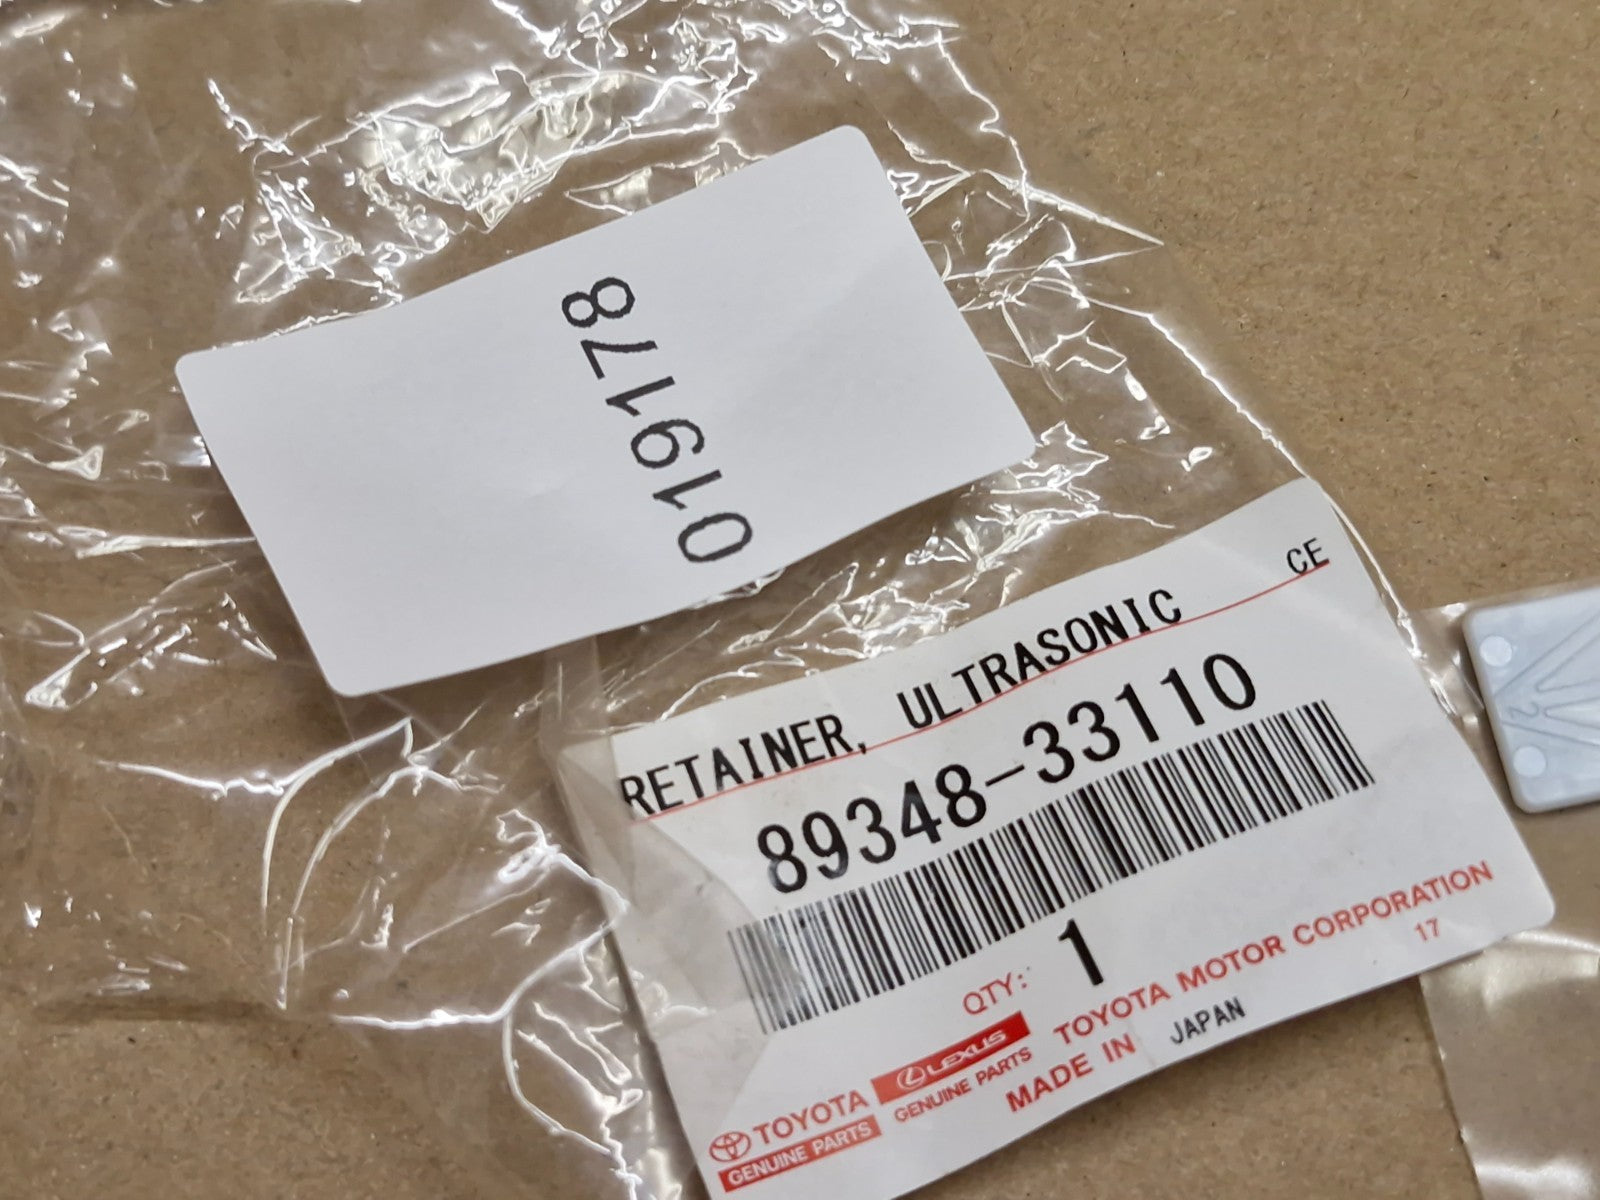 019178
RETAINER, ULTRASONIC CE
89348-33110
QTY: 1
TOYOTA
GENUINE PARTS
LEXUS
GENUINE PARTS
TOYOTA MOTOR CORPORATION
17
MADE IN JAPAN
2